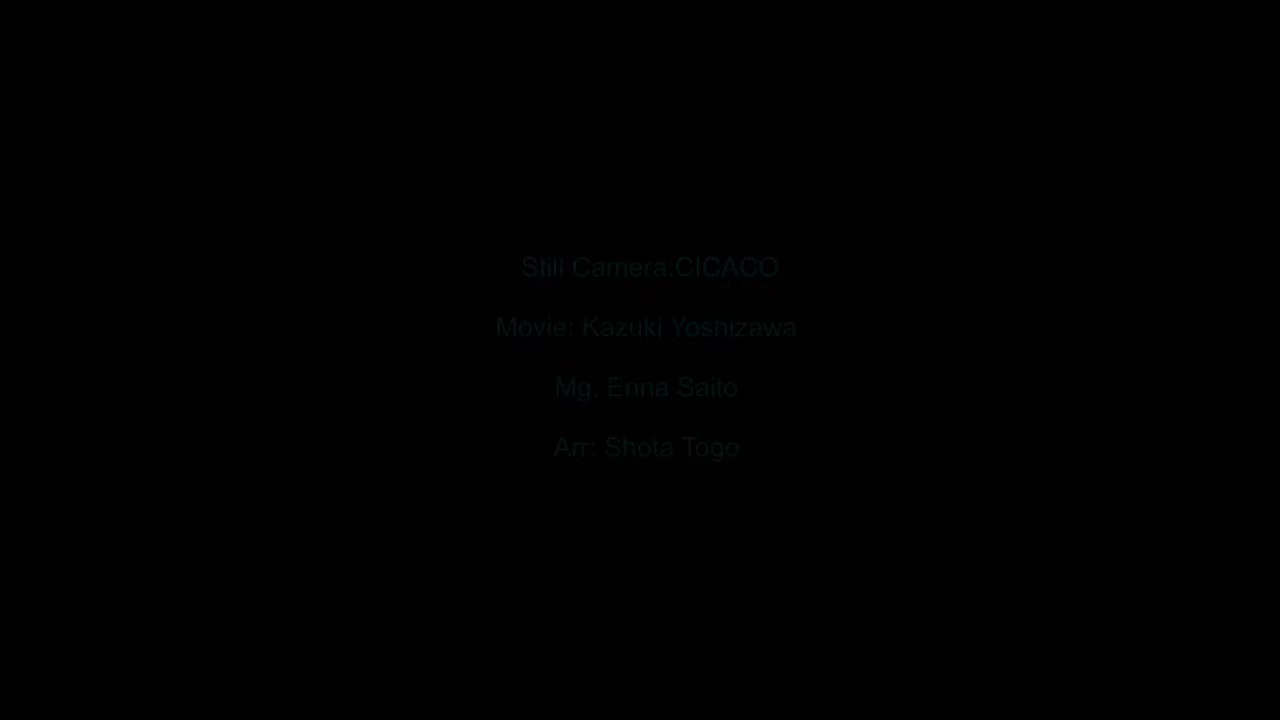 Still Camera:CICACO
Movie: Kazuki Yoshizawa
Mg. Enna Saito
Arr: Shota Togo